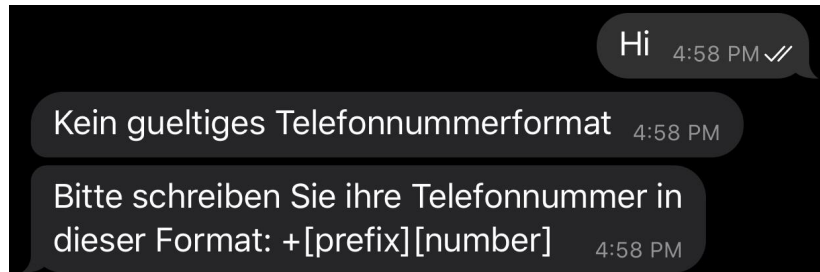 Hi 4:58 PM
Kein gueltiges Telefonnummerformat 4:58 PM
Bitte schreiben Sie ihre Telefonnummer in
dieser Format: +[prefix][number] 4:58 PM